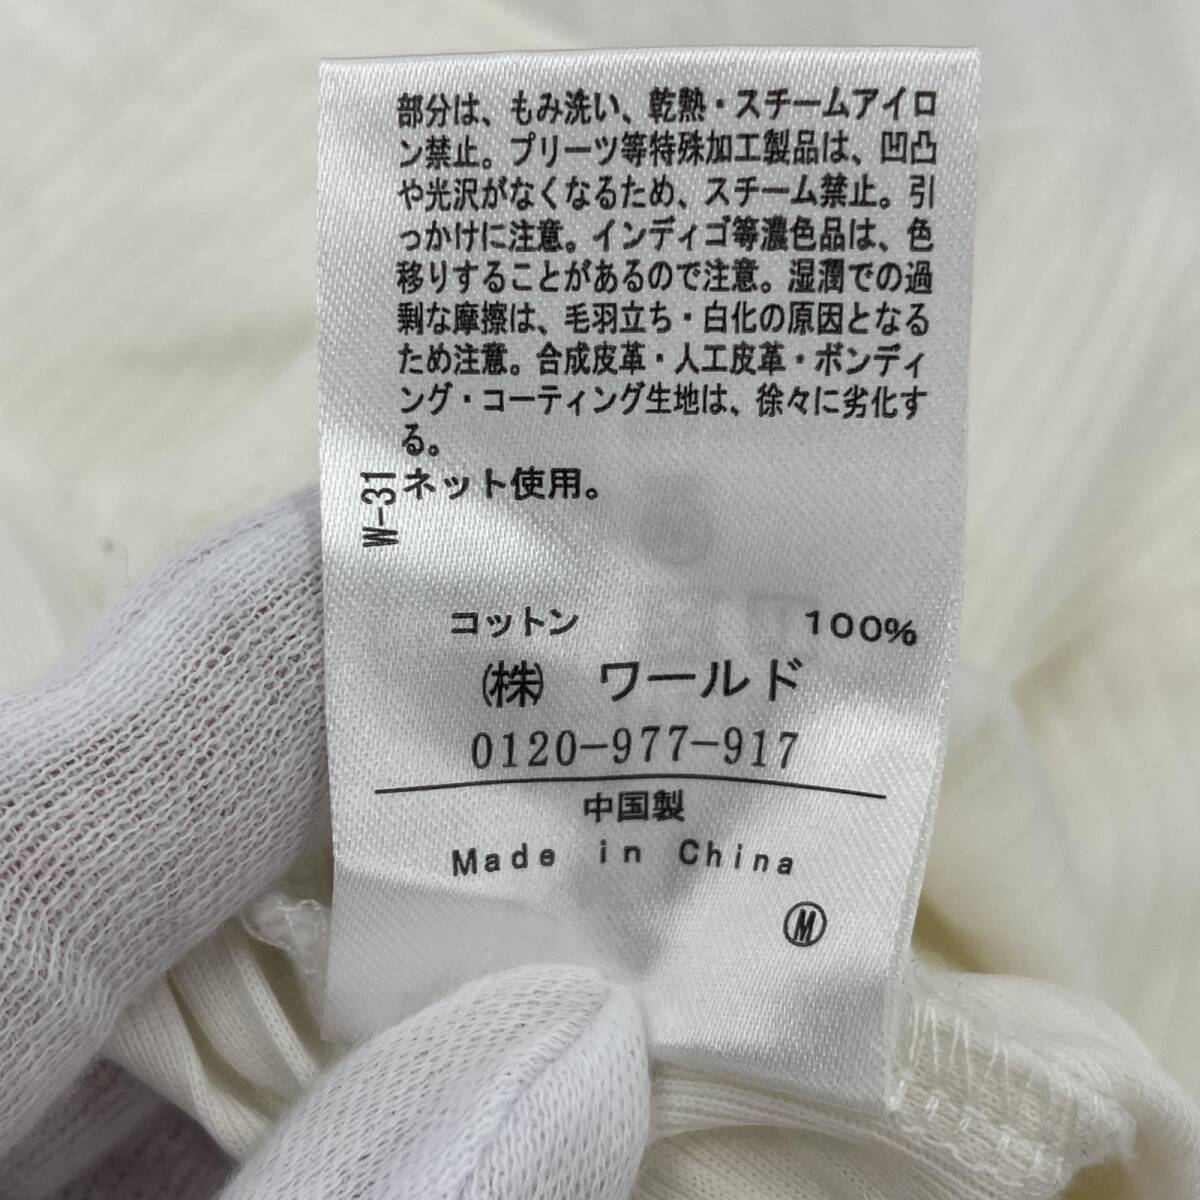 部分は、もみ洗い、乾熱・スチームアイロ
ン禁止。プリーツ等特殊加工製品は、凹凸
や光沢がなくなるため、スチーム禁止。引
っかけに注意。インディゴ等濃色品は、色
移りすることがあるので注意。湿潤での過
剰な摩擦は、毛羽立ち・白化の原因となる
ため注意。合成皮革・人工皮革・ボンディ
ング・コーティング生地は、徐々に劣化す
る。
ネット使用。
W-31
コットン 100%
㈱ ワールド
0120-977-917
中国製
Made in China
Ⓜ